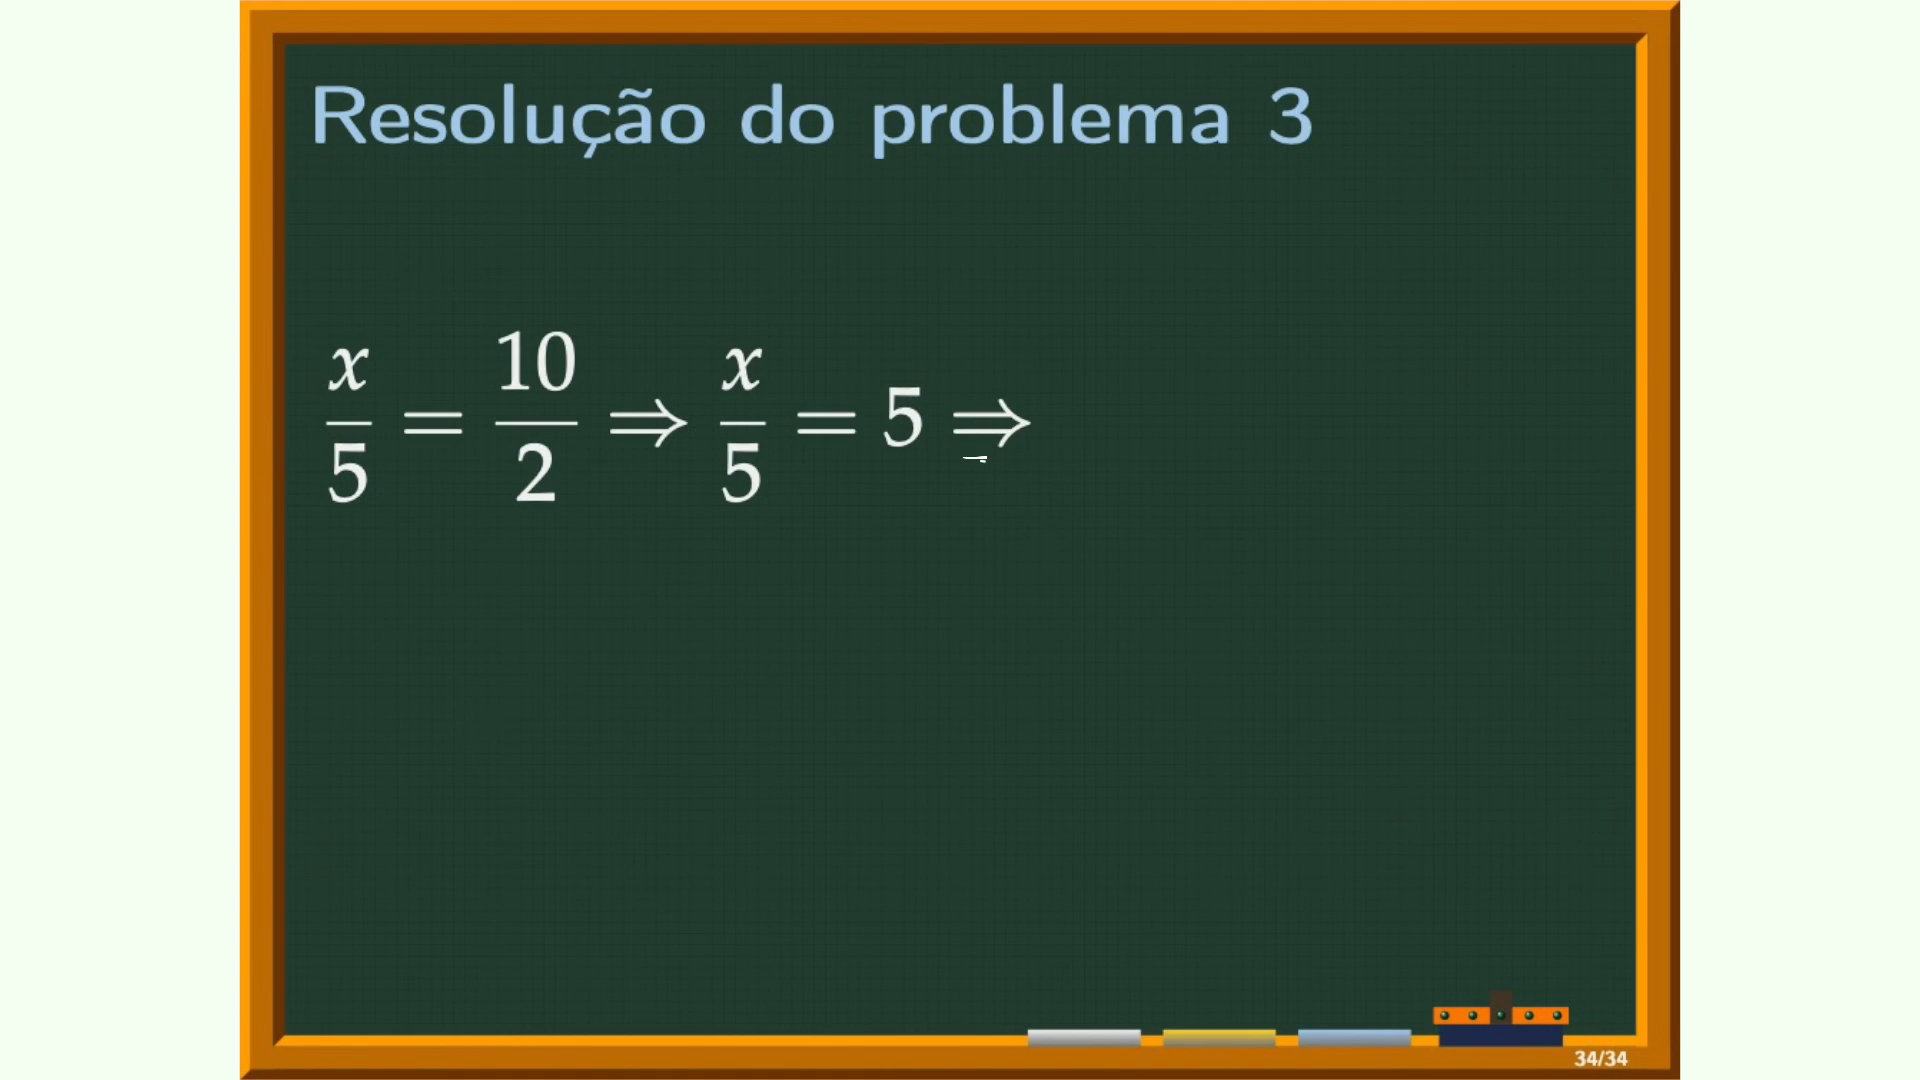 Resolução do problema 3
x/5 = 10/2 ⇒ x/5 = 5 ⇒
34/34